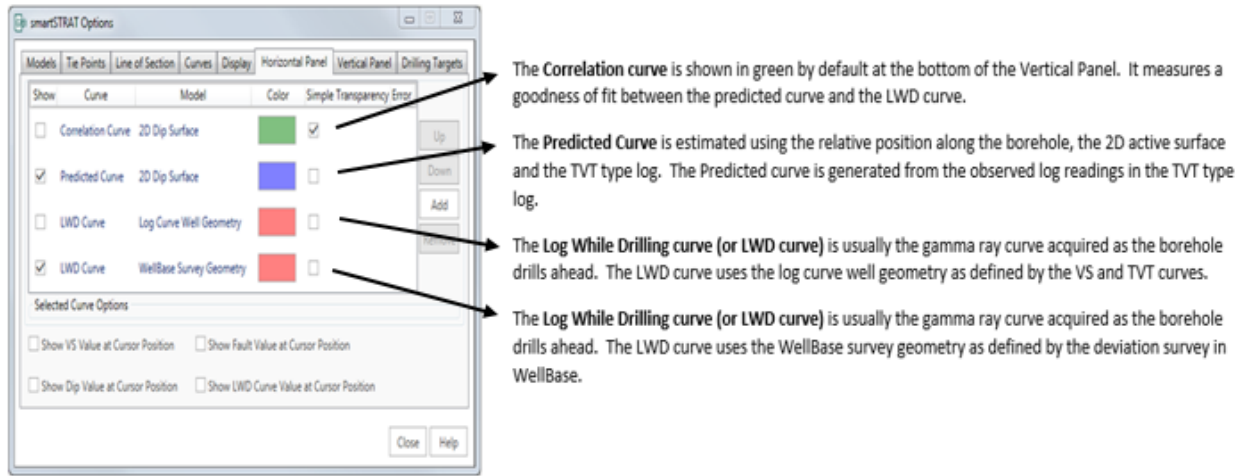 smartSTRAT Options
Models Tie Points Line of Section Curves Display Horizontal Panel Vertical Panel Drilling Targets
Show Curve Model Color Simple Transparency Error
Correlation Curve 2D Dip Surface
Up
Predicted Curve 2D Dip Surface
Down
Add
LWD Curve Log Curve Well Geometry
Remove
LWD Curve WellBase Survey Geometry
Selected Curve Options
Show VS Value at Cursor Position Show Fault Value at Cursor Position
Show Dip Value at Cursor Position Show LWD Curve Value at Cursor Position
Close Help
The Correlation curve is shown in green by default at the bottom of the Vertical Panel. It measures a
goodness of fit between the predicted curve and the LWD curve.
The Predicted Curve is estimated using the relative position along the borehole, the 2D active surface
and the TVT type log. The Predicted curve is generated from the observed log readings in the TVT type
log.
The Log While Drilling curve (or LWD curve) is usually the gamma ray curve acquired as the borehole
drills ahead. The LWD curve uses the log curve well geometry as defined by the VS and TVT curves.
The Log While Drilling curve (or LWD curve) is usually the gamma ray curve acquired as the borehole
drills ahead. The LWD curve uses the WellBase survey geometry as defined by the deviation survey in
WellBase.